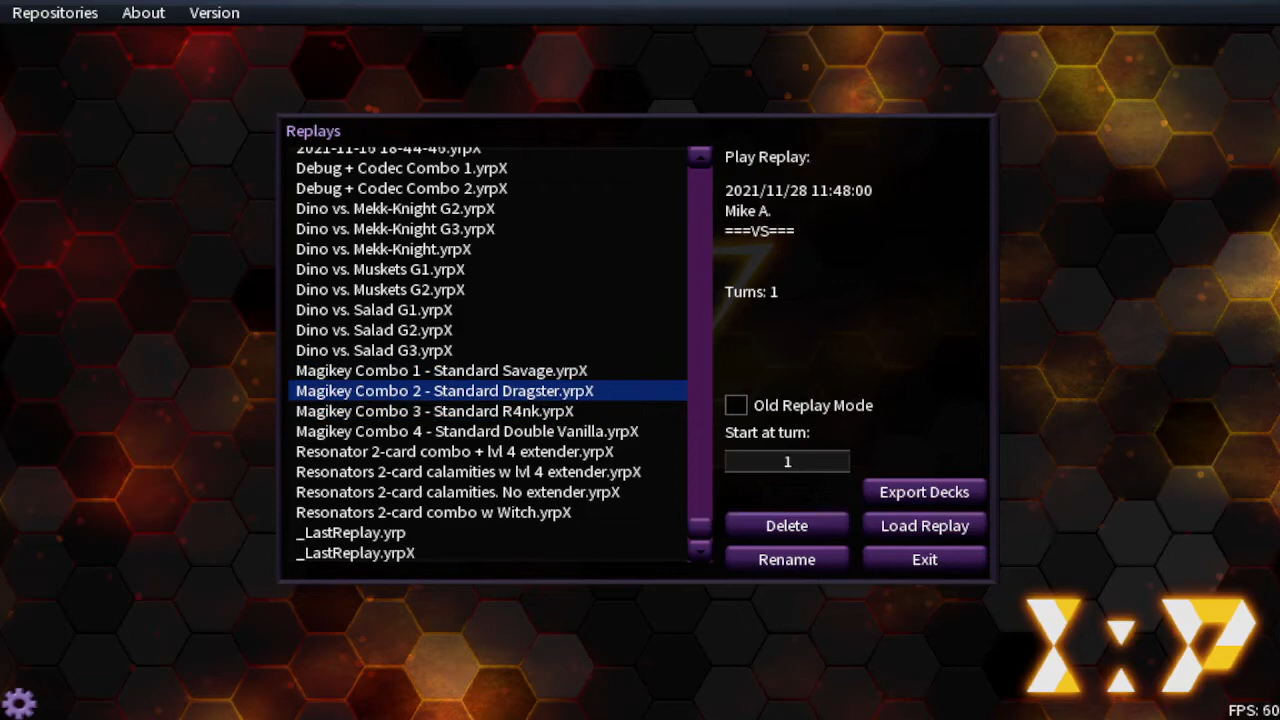 Repositories About Version
Replays
2021-11-16 18-44-46.yrpX
Debug + Codec Combo 1.yrpX
Debug + Codec Combo 2.yrpX
Dino vs. Mekk-Knight G2.yrpX
Dino vs. Mekk-Knight G3.yrpX
Dino vs. Mekk-Knight.yrpX
Dino vs. Muskets G1.yrpX
Dino vs. Muskets G2.yrpX
Dino vs. Salad G1.yrpX
Dino vs. Salad G2.yrpX
Dino vs. Salad G3.yrpX
Magikey Combo 1 - Standard Savage.yrpX
Magikey Combo 2 - Standard Dragster.yrpX
Magikey Combo 3 - Standard R4nk.yrpX
Magikey Combo 4 - Standard Double Vanilla.yrpX
Resonator 2-card combo + lvl 4 extender.yrpX
Resonators 2-card calamities w lvl 4 extender.yrpX
Resonators 2-card calamities. No extender.yrpX
Resonators 2-card combo w Witch.yrpX
_LastReplay.yrp
_LastReplay.yrpX
Play Replay:
2021/11/28 11:48:00
Mike A.
===VS===
Turns: 1
Old Replay Mode
Start at turn:
1
Export Decks
Delete Load Replay
Rename Exit
FPS: 60